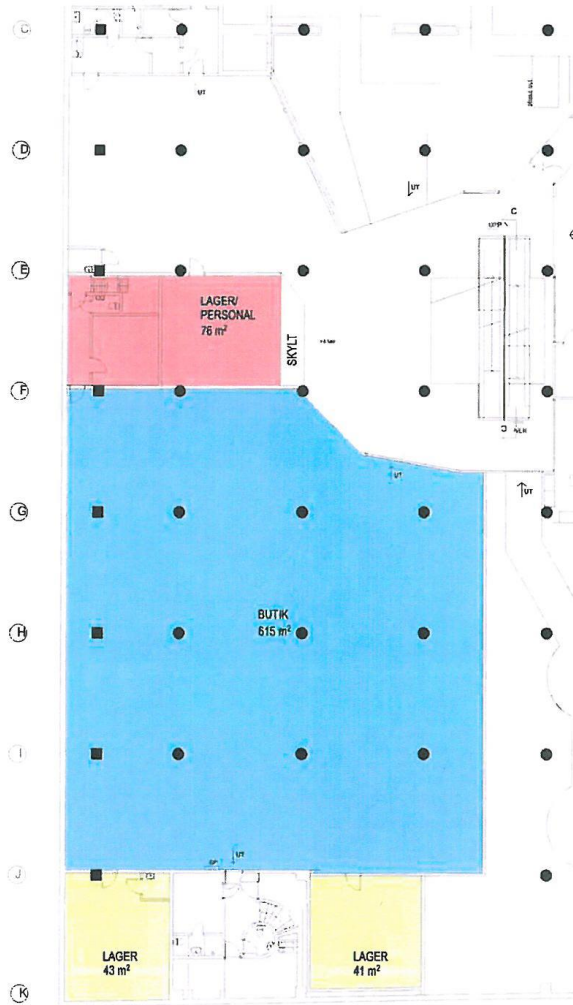 C
UT
D
UT
C
UPP
E
LAGER/
PERSONAL
76 m²
SKYLT
F
NER
UT
UT
G
BUTIK
615 m²
H
I
UT
J
LAGER
43 m²
LAGER
41 m²
K